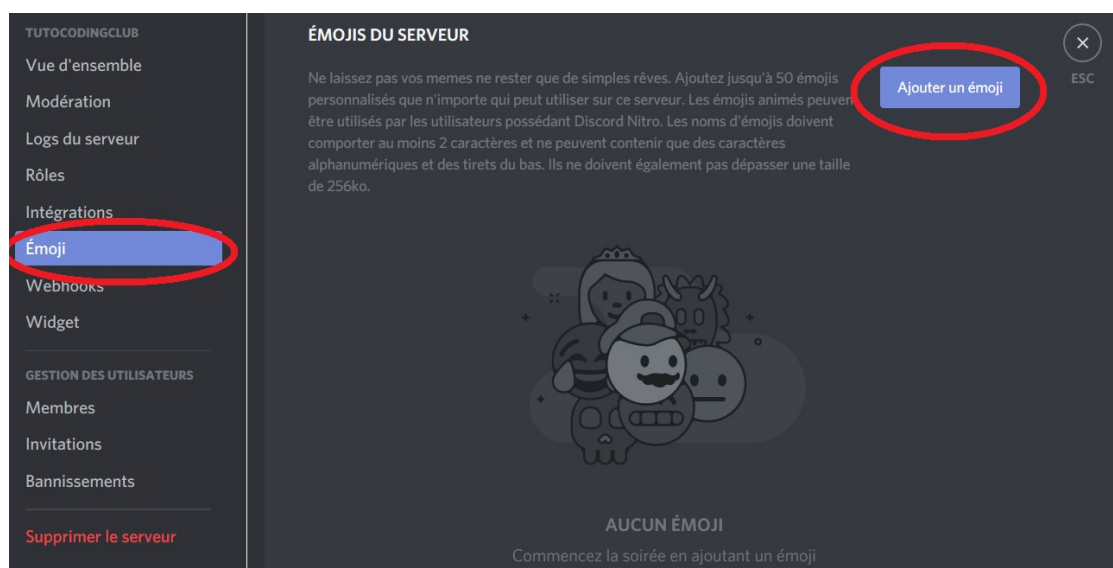 TUTOCODINGCLUB
Vue d'ensemble
Modération
Logs du serveur
Rôles
Intégrations
Émoji
Webhooks
Widget
GESTION DES UTILISATEURS
Membres
Invitations
Bannissements
Supprimer le serveur
ÉMOJIS DU SERVEUR
Ne laissez pas vos memes ne rester que de simples rêves. Ajoutez jusqu'à 50 émojis
personnalisés que n'importe qui peut utiliser sur ce serveur. Les émojis animés peuven
être utilisés par les utilisateurs possédant Discord Nitro. Les noms d'émojis doivent
comporter au moins 2 caractères et ne peuvent contenir que des caractères
alphanumériques et des tirets du bas. Ils ne doivent également pas dépasser une taille
de 256ko.
Ajouter un émoji
ESC
AUCUN ÉMOJI
Commencez la soirée en ajoutant un émoji